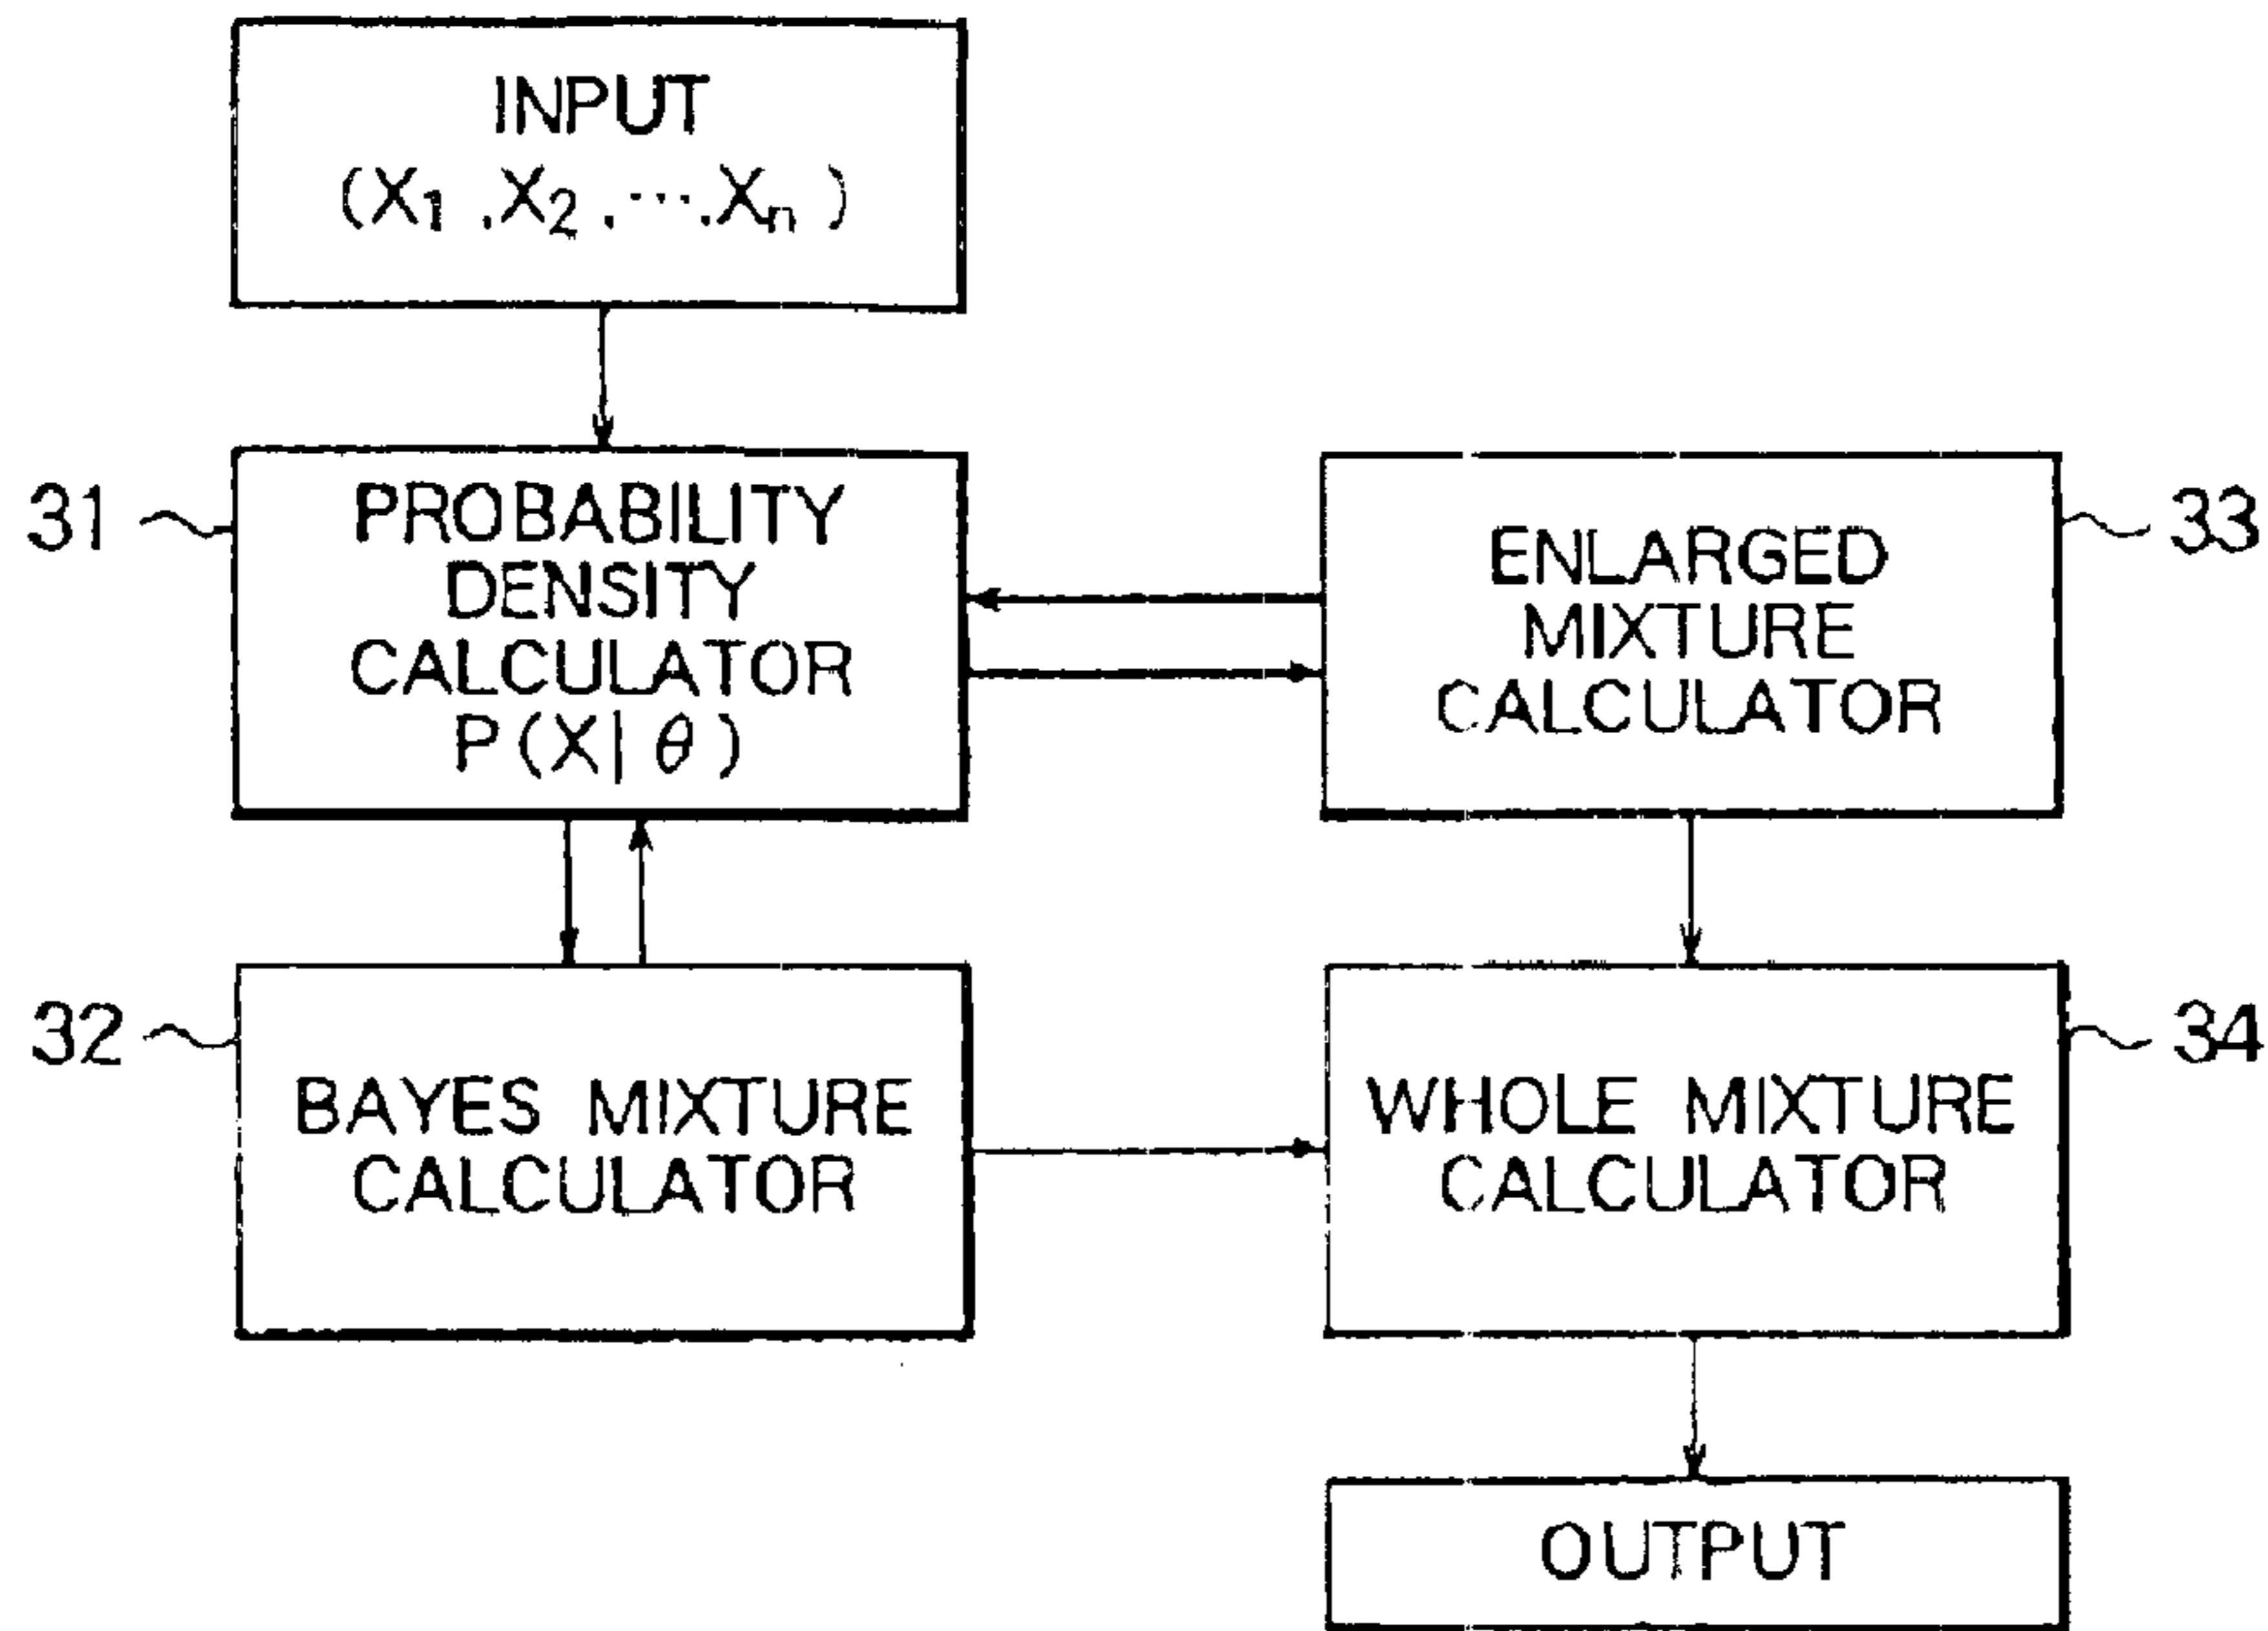 INPUT
(X1 ,X2 ,…,Xn )
31
PROBABILITY
DENSITY
CALCULATOR
P(X|θ)
ENLARGED
MIXTURE
CALCULATOR
33
32
BAYES MIXTURE
CALCULATOR
WHOLE MIXTURE
CALCULATOR
34
OUTPUT